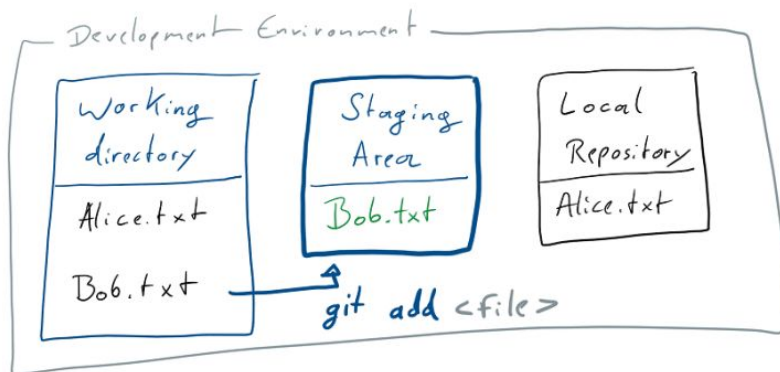 Development Environment
Working
directory
Alice.txt
Bob.txt
Staging
Area
Bob.txt
Local
Repository
Alice.txt
git add <file>